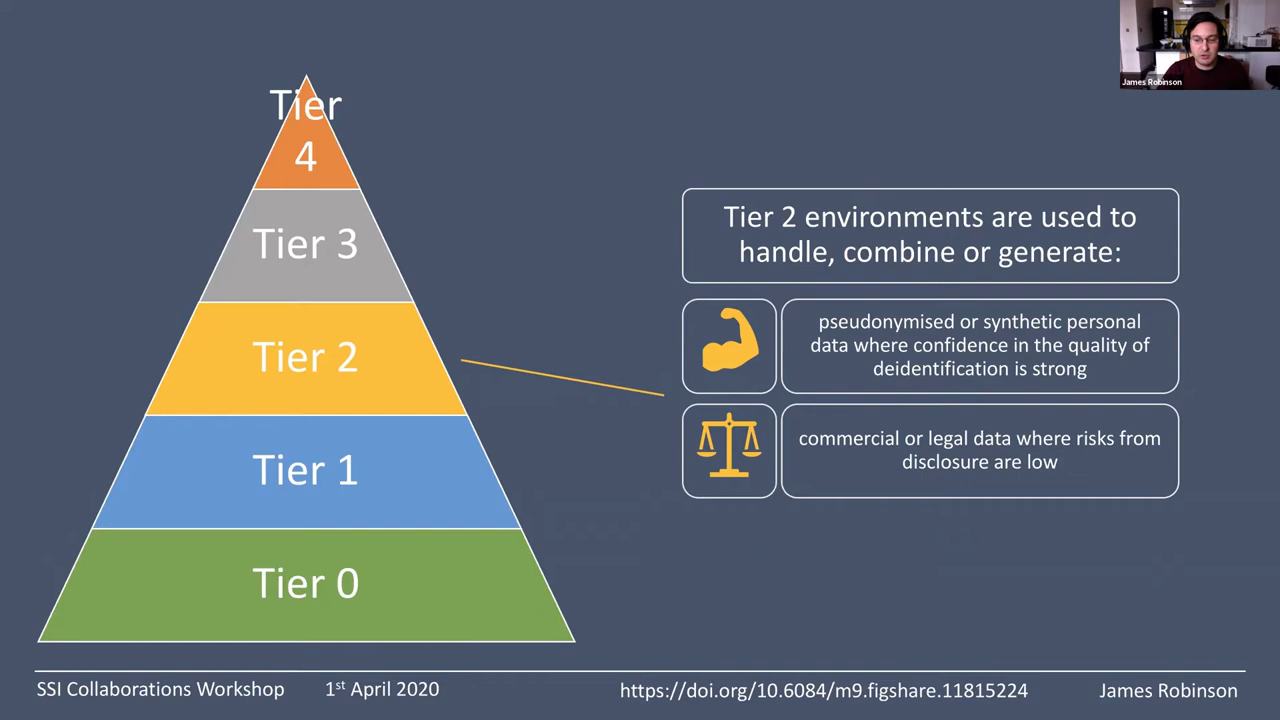 James Robinson
Tier
4
Tier 3
Tier 2
Tier 1
Tier 0
Tier 2 environments are used to
handle, combine or generate:
pseudonymised or synthetic personal
data where confidence in the quality of
deidentification is strong
commercial or legal data where risks from
disclosure are low
SSI Collaborations Workshop
1st April 2020
https://doi.org/10.6084/m9.figshare.11815224
James Robinson